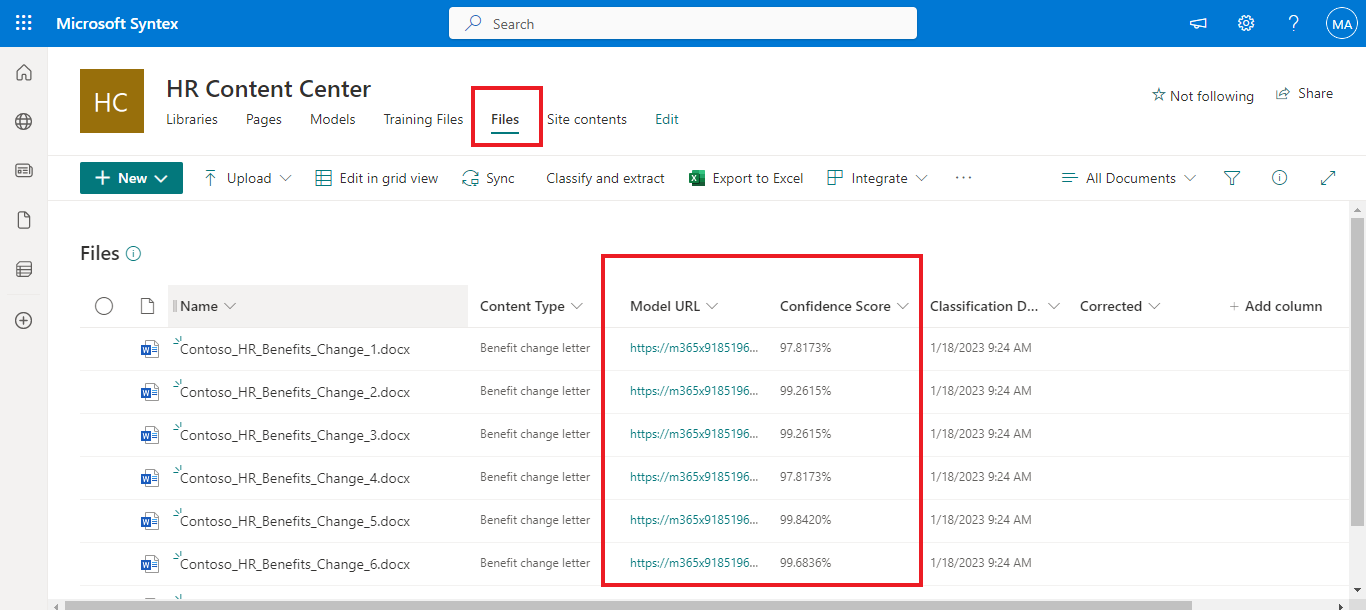 Microsoft Syntex
Search
MA
HC
HR Content Center
Not following
Share
Libraries Pages Models Training Files Files Site contents Edit
New Upload Edit in grid view Sync Classify and extract Export to Excel Integrate ... All Documents
Files
Name Content Type Model URL Confidence Score Classification D... Corrected + Add column
Contoso_HR_Benefits_Change_1.docx Benefit change letter https://m365x9185196... 97.8173% 1/18/2023 9:24 AM
Contoso_HR_Benefits_Change_2.docx Benefit change letter https://m365x9185196... 99.2615% 1/18/2023 9:24 AM
Contoso_HR_Benefits_Change_3.docx Benefit change letter https://m365x9185196... 99.2615% 1/18/2023 9:24 AM
Contoso_HR_Benefits_Change_4.docx Benefit change letter https://m365x9185196... 97.8173% 1/18/2023 9:24 AM
Contoso_HR_Benefits_Change_5.docx Benefit change letter https://m365x9185196... 99.8420% 1/18/2023 9:24 AM
Contoso_HR_Benefits_Change_6.docx Benefit change letter https://m365x9185196... 99.6836% 1/18/2023 9:24 AM